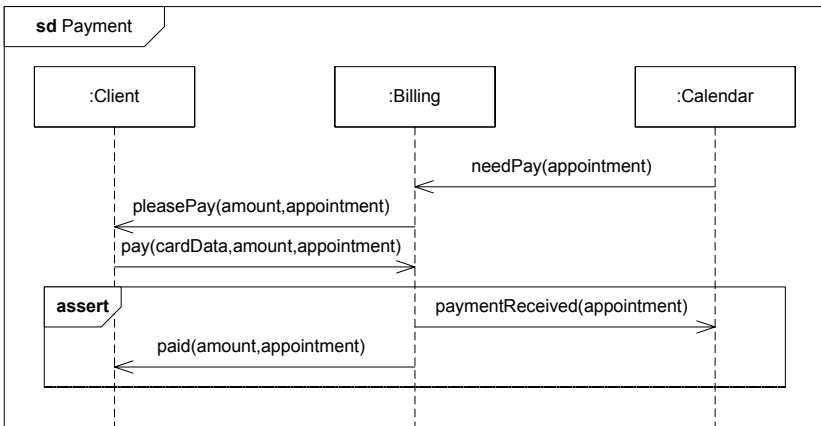 sd Payment
:Client
:Billing
:Calendar
needPay(appointment)
pleasePay(amount,appointment)
pay(cardData,amount,appointment)
assert
paymentReceived(appointment)
paid(amount,appointment)